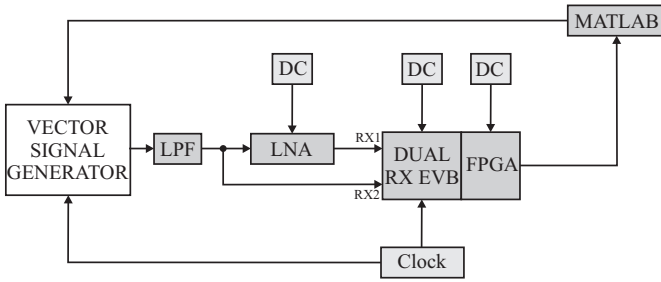 MATLAB
DC
DC
DC
VECTOR
SIGNAL
GENERATOR
LPF
LNA
RX1
RX2
DUAL
RX EVB
FPGA
Clock